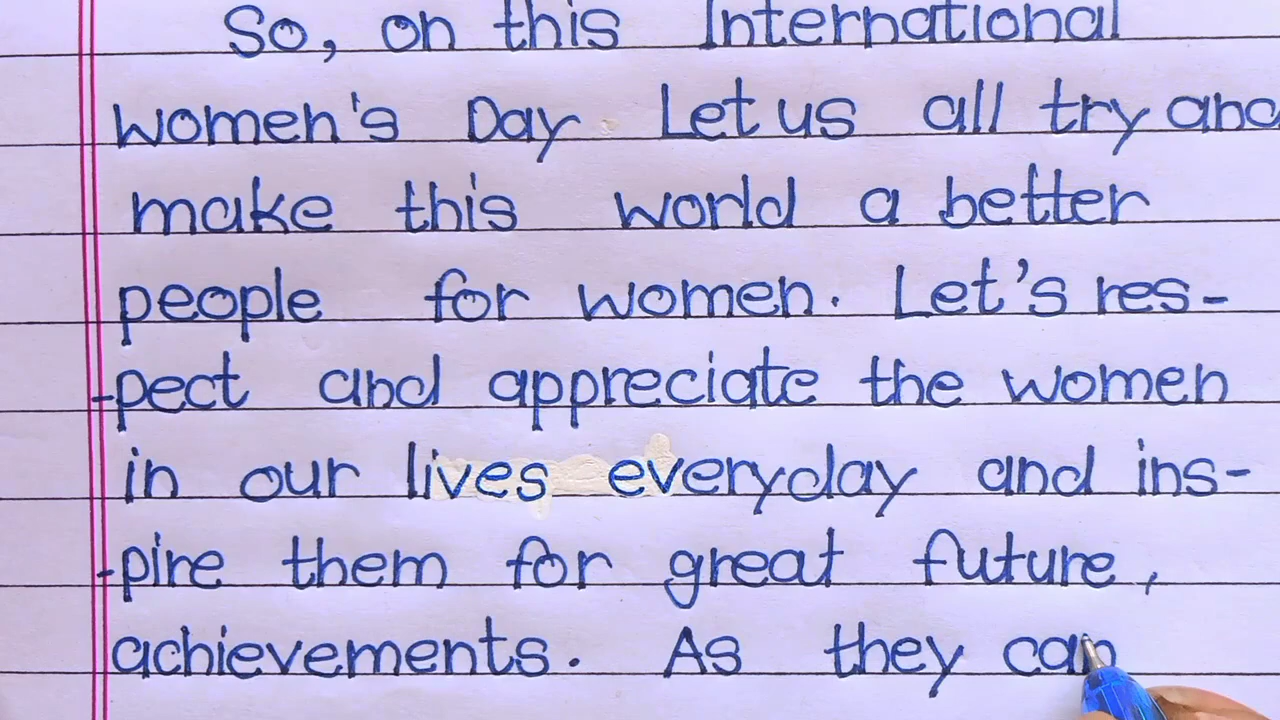 So, on this International
women's Day Let us all try and
make this world a better
people for women. Let's res-
-pect and appreciate the women
in our lives everyday and ins-
-pire them for great future,
achievements. As they can